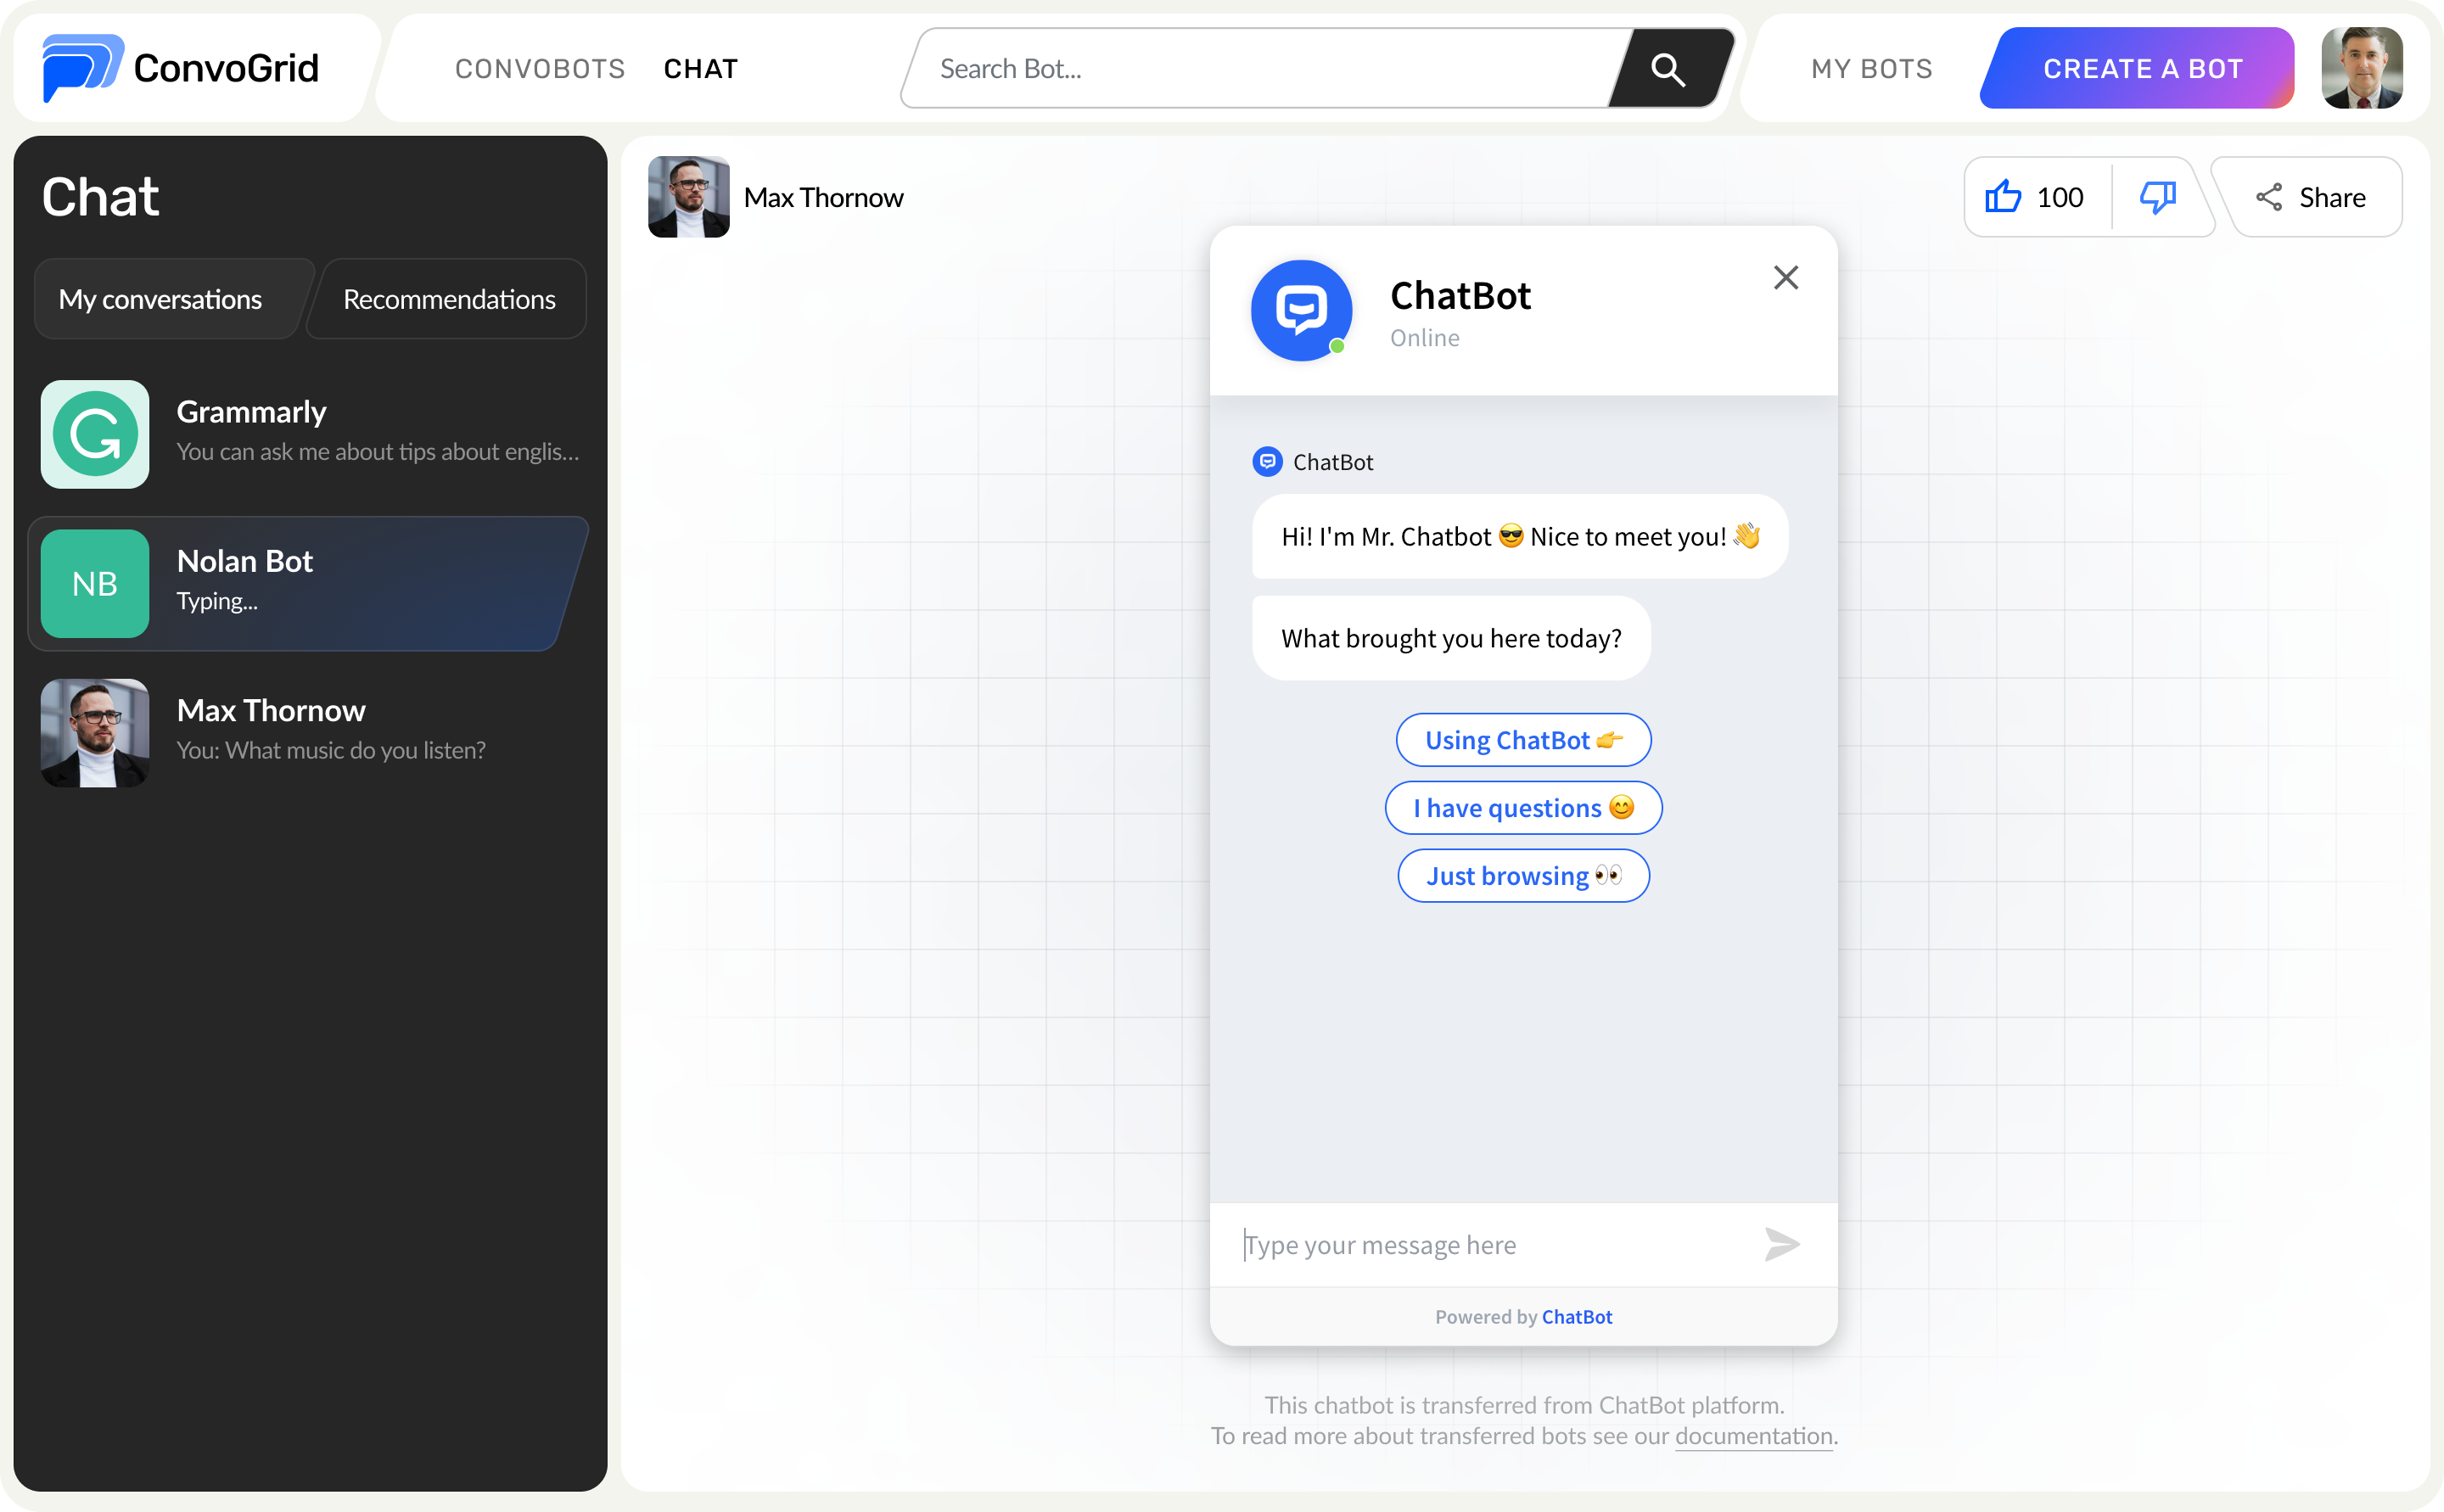 ConvoGrid
CONVOBOTS
CHAT
Search Bot...
MY BOTS
CREATE A BOT
Chat
My conversations
Recommendations
Grammarly
You can ask me about tips about englis...
NB
Nolan Bot
Typing...
Max Thornow
You: What music do you listen?
Max Thornow
100
Share
ChatBot
Online
ChatBot
Hi! I'm Mr. Chatbot 😎 Nice to meet you! 👋
What brought you here today?
Using ChatBot 👉
I have questions 😊
Just browsing 👀
Type your message here
Powered by ChatBot
This chatbot is transferred from ChatBot platform.
To read more about transferred bots see our documentation.